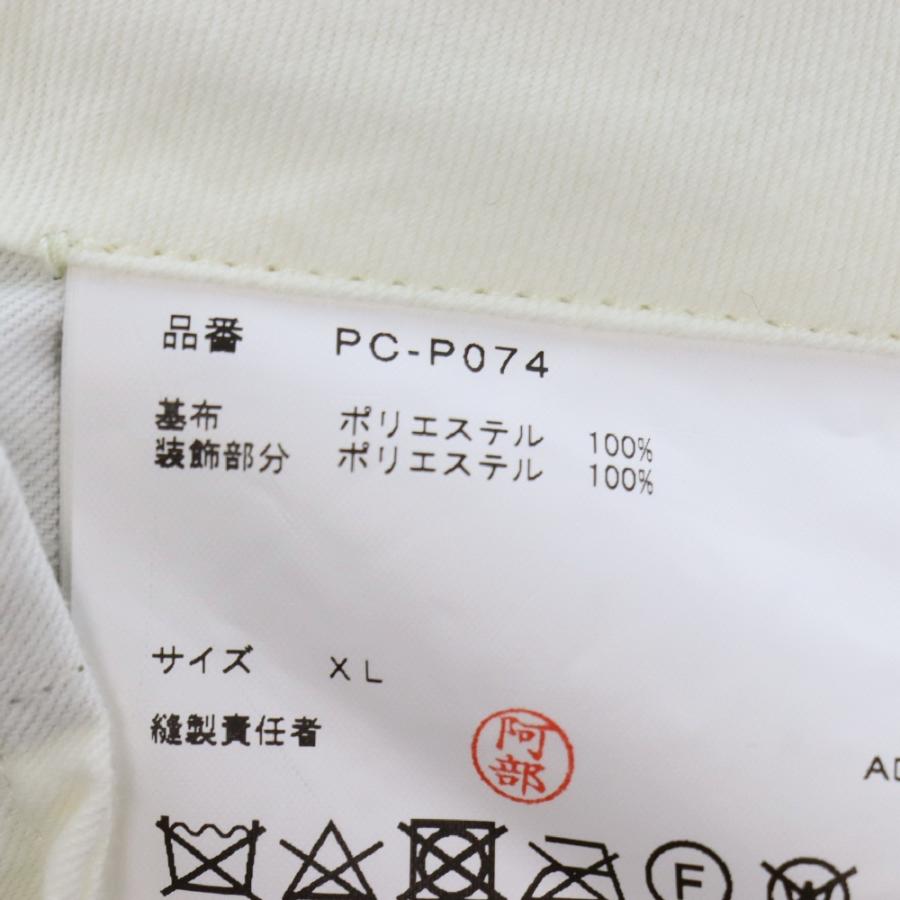 品番 PC-P074
基布 ポリエステル 100%
装飾部分 ポリエステル 100%
サイズ XL
縫製責任者 阿部
AD
F
W